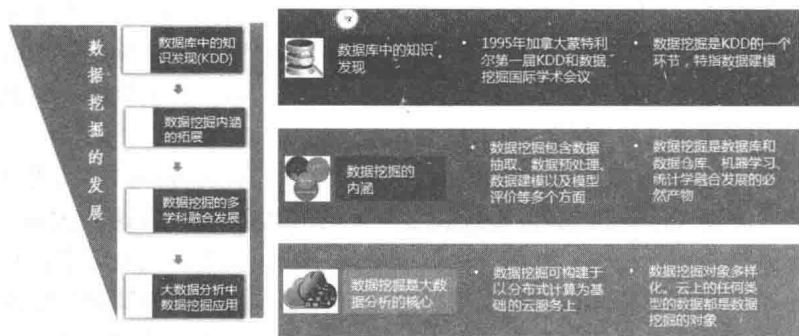 数据挖掘的发展
数据库中的知
识发现(KDD)
数据挖掘内涵
的拓展
数据挖掘的多
学科融合发展
大数据分析中
数据挖掘应用
数据库中的知识
发现
• 1995年加拿大蒙特利
尔第一届KDD和数据
挖掘国际学术会议
• 数据挖掘是KDD的一个
环节，特指数据建模
数据挖掘的
内涵
• 数据挖掘包含数据
抽取、数据预处理、
数据建模以及模型
评价等多个方面
• 数据挖掘是数据库和
数据仓库、机器学习、
统计学融合发展的必
然产物
数据挖掘是大数
据分析的核心
• 数据挖掘可构建于
以分布式计算为基
础的云服务上
• 数据挖掘对象多样
化。云上的任何类
型的数据都是数据
挖掘的对象